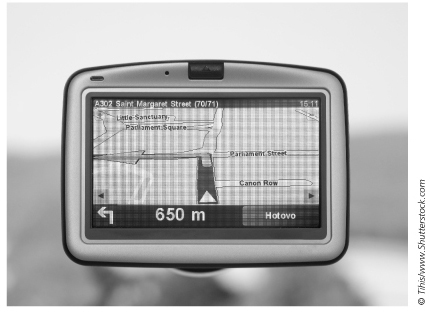 A302 Saint Margaret Street (70/71) 15:11
Little Sanctuary
Parliament Square
Parliament Street
Canon Row
650 m Hotovo
© Tihis/www.Shutterstock.com